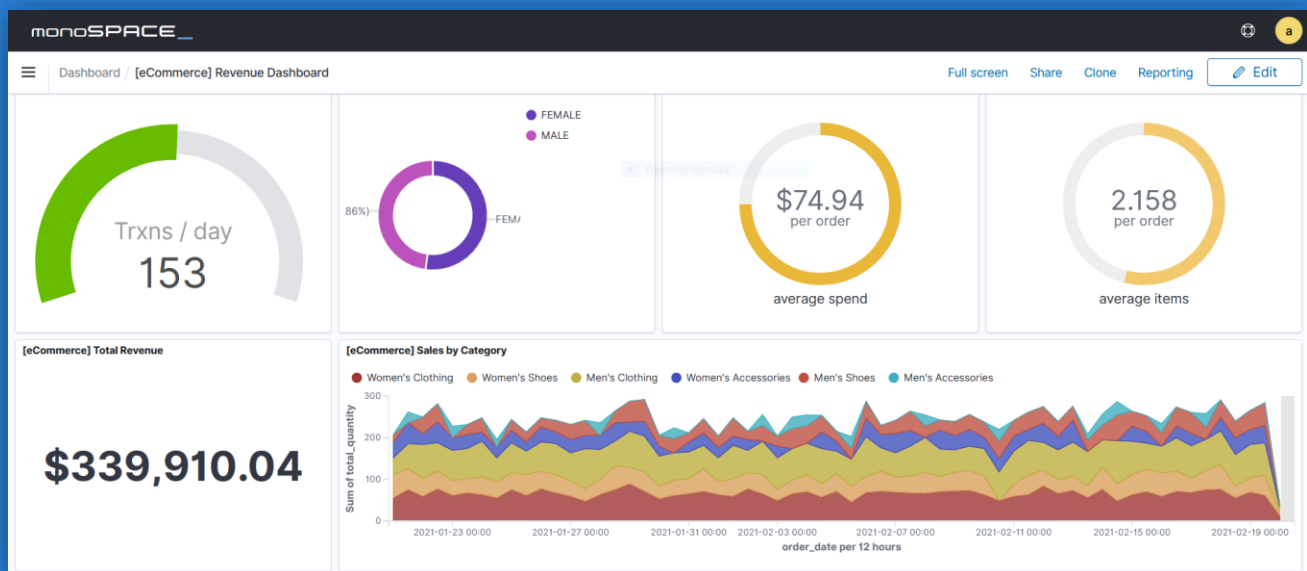 monoSPACE_
a
Dashboard / [eCommerce] Revenue Dashboard
Full screen Share Clone Reporting Edit
Trxns / day
153
FEMALE
MALE
86%)
FEM
$74.94
per order
average spend
2.158
per order
average items
[eCommerce] Total Revenue
$339,910.04
[eCommerce] Sales by Category
Women's Clothing Women's Shoes Men's Clothing Women's Accessories Men's Shoes Men's Accessories
Sum of total_quantity
300
200
100
0
2021-01-23 00:00 2021-01-27 00:00 2021-01-31 00:00 2021-02-03 00:00 2021-02-07 00:00 2021-02-11 00:00 2021-02-15 00:00 2021-02-19 00:00
order_date per 12 hours